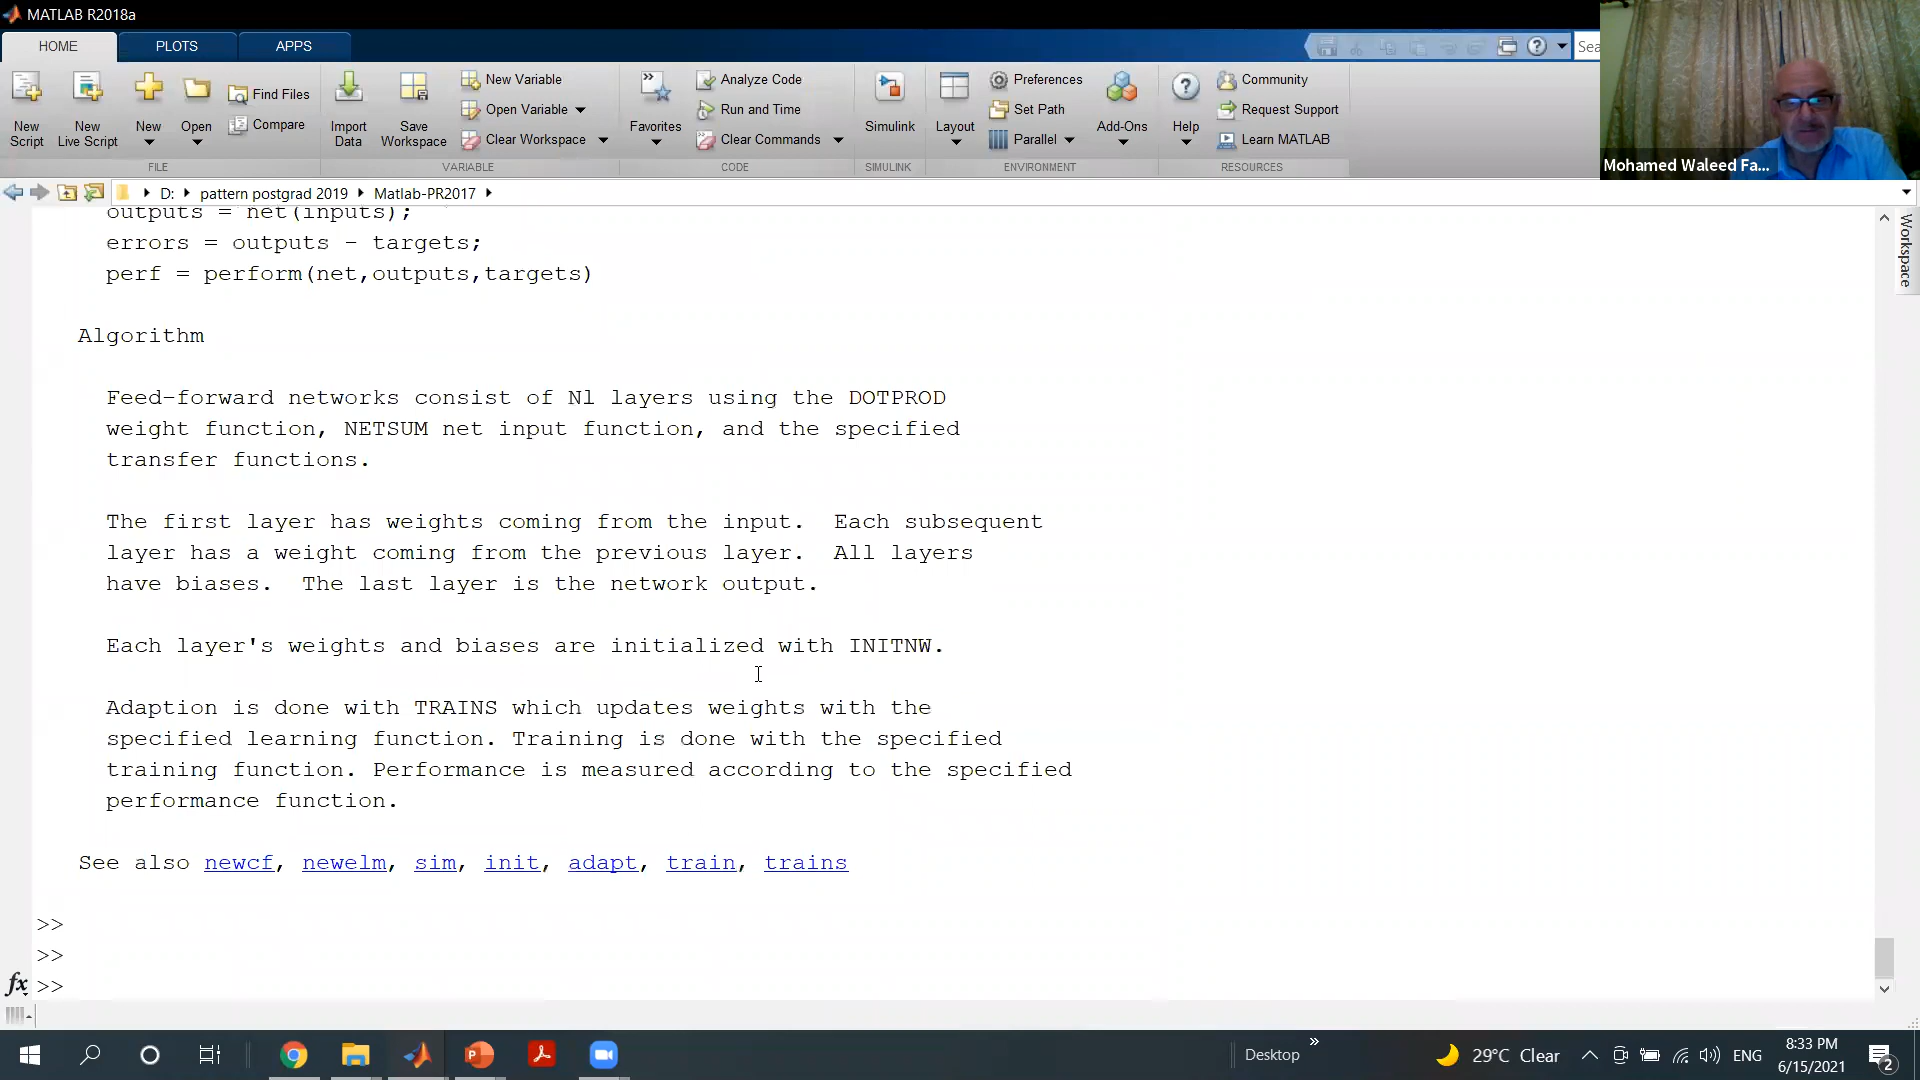 MATLAB R2018a
HOME
PLOTS
APPS
Sea
New Script
New Live Script
New
Open
Find Files
Compare
Import Data
Save Workspace
New Variable
Open Variable
Clear Workspace
Favorites
Analyze Code
Run and Time
Clear Commands
Simulink
Layout
Preferences
Set Path
Parallel
Add-Ons
Help
Community
Request Support
Learn MATLAB
FILE
VARIABLE
CODE
SIMULINK
ENVIRONMENT
RESOURCES
Mohamed Waleed Fa...
D: pattern postgrad 2019 Matlab-PR2017
Workspace
outputs = net(inputs);
errors = outputs - targets;
perf = perform(net,outputs,targets)
Algorithm
Feed-forward networks consist of Nl layers using the DOTPROD
weight function, NETSUM net input function, and the specified
transfer functions.
The first layer has weights coming from the input.  Each subsequent
layer has a weight coming from the previous layer.  All layers
have biases.  The last layer is the network output.
Each layer's weights and biases are initialized with INITNW.
Adaption is done with TRAINS which updates weights with the
specified learning function. Training is done with the specified
training function. Performance is measured according to the specified
performance function.
See also newcf, newelm, sim, init, adapt, train, trains
>>
>>
fx >>
Desktop
29°C Clear
ENG
8:33 PM
6/15/2021
2